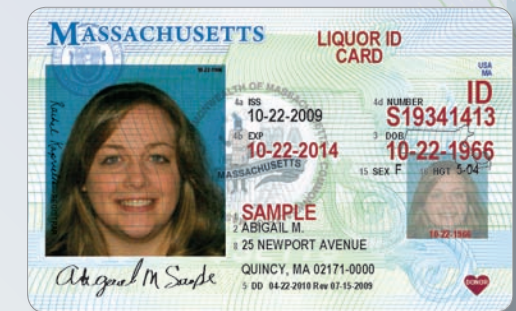 MASSACHUSETTS
LIQUOR ID
CARD
USA
MA
4a ISS
10-22-2009
4d NUMBER
ID
S19341413
4b EXP
10-22-2014
3 DOB
10-22-1966
15 SEX F 16 HGT 5-04
1 SAMPLE
2 ABIGAIL M.
8 25 NEWPORT AVENUE
QUINCY, MA 02171-0000
5 DD 04-22-2010 Rev 07-15-2009
10-22-1966
Abigail M Sample
DONOR